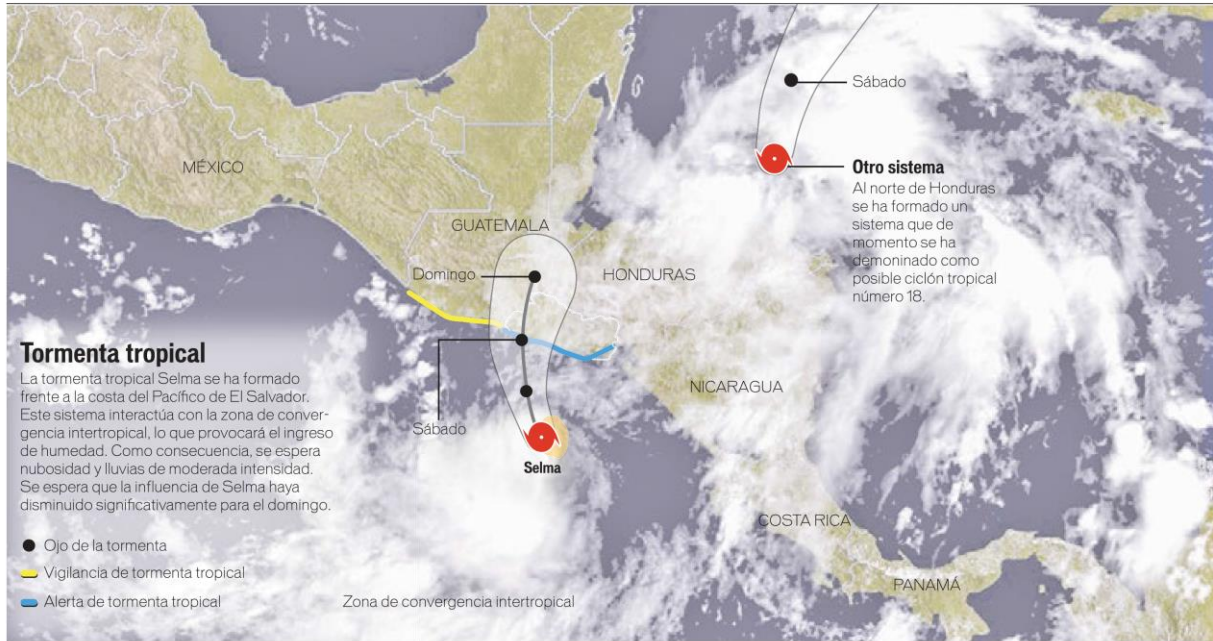 Sábado
Otro sistema
Al norte de Honduras
se ha formado un
sistema que de
momento se ha
demoninado como
posible ciclón tropical
número 18.
MÉXICO
GUATEMALA
Domingo
HONDURAS
Tormenta tropical
La tormenta tropical Selma se ha formado
frente a la costa del Pacífico de El Salvador.
Este sistema interactúa con la zona de conver-
gencia intertropical, lo que provocará el ingreso
de humedad. Como consecuencia, se espera
nubosidad y lluvias de moderada intensidad.
Se espera que la influencia de Selma haya
disminuido significativamente para el domingo.
Sábado
Selma
NICARAGUA
COSTA RICA
PANAMÁ
Ojo de la tormenta
Vigilancia de tormenta tropical
Alerta de tormenta tropical
Zona de convergencia intertropical